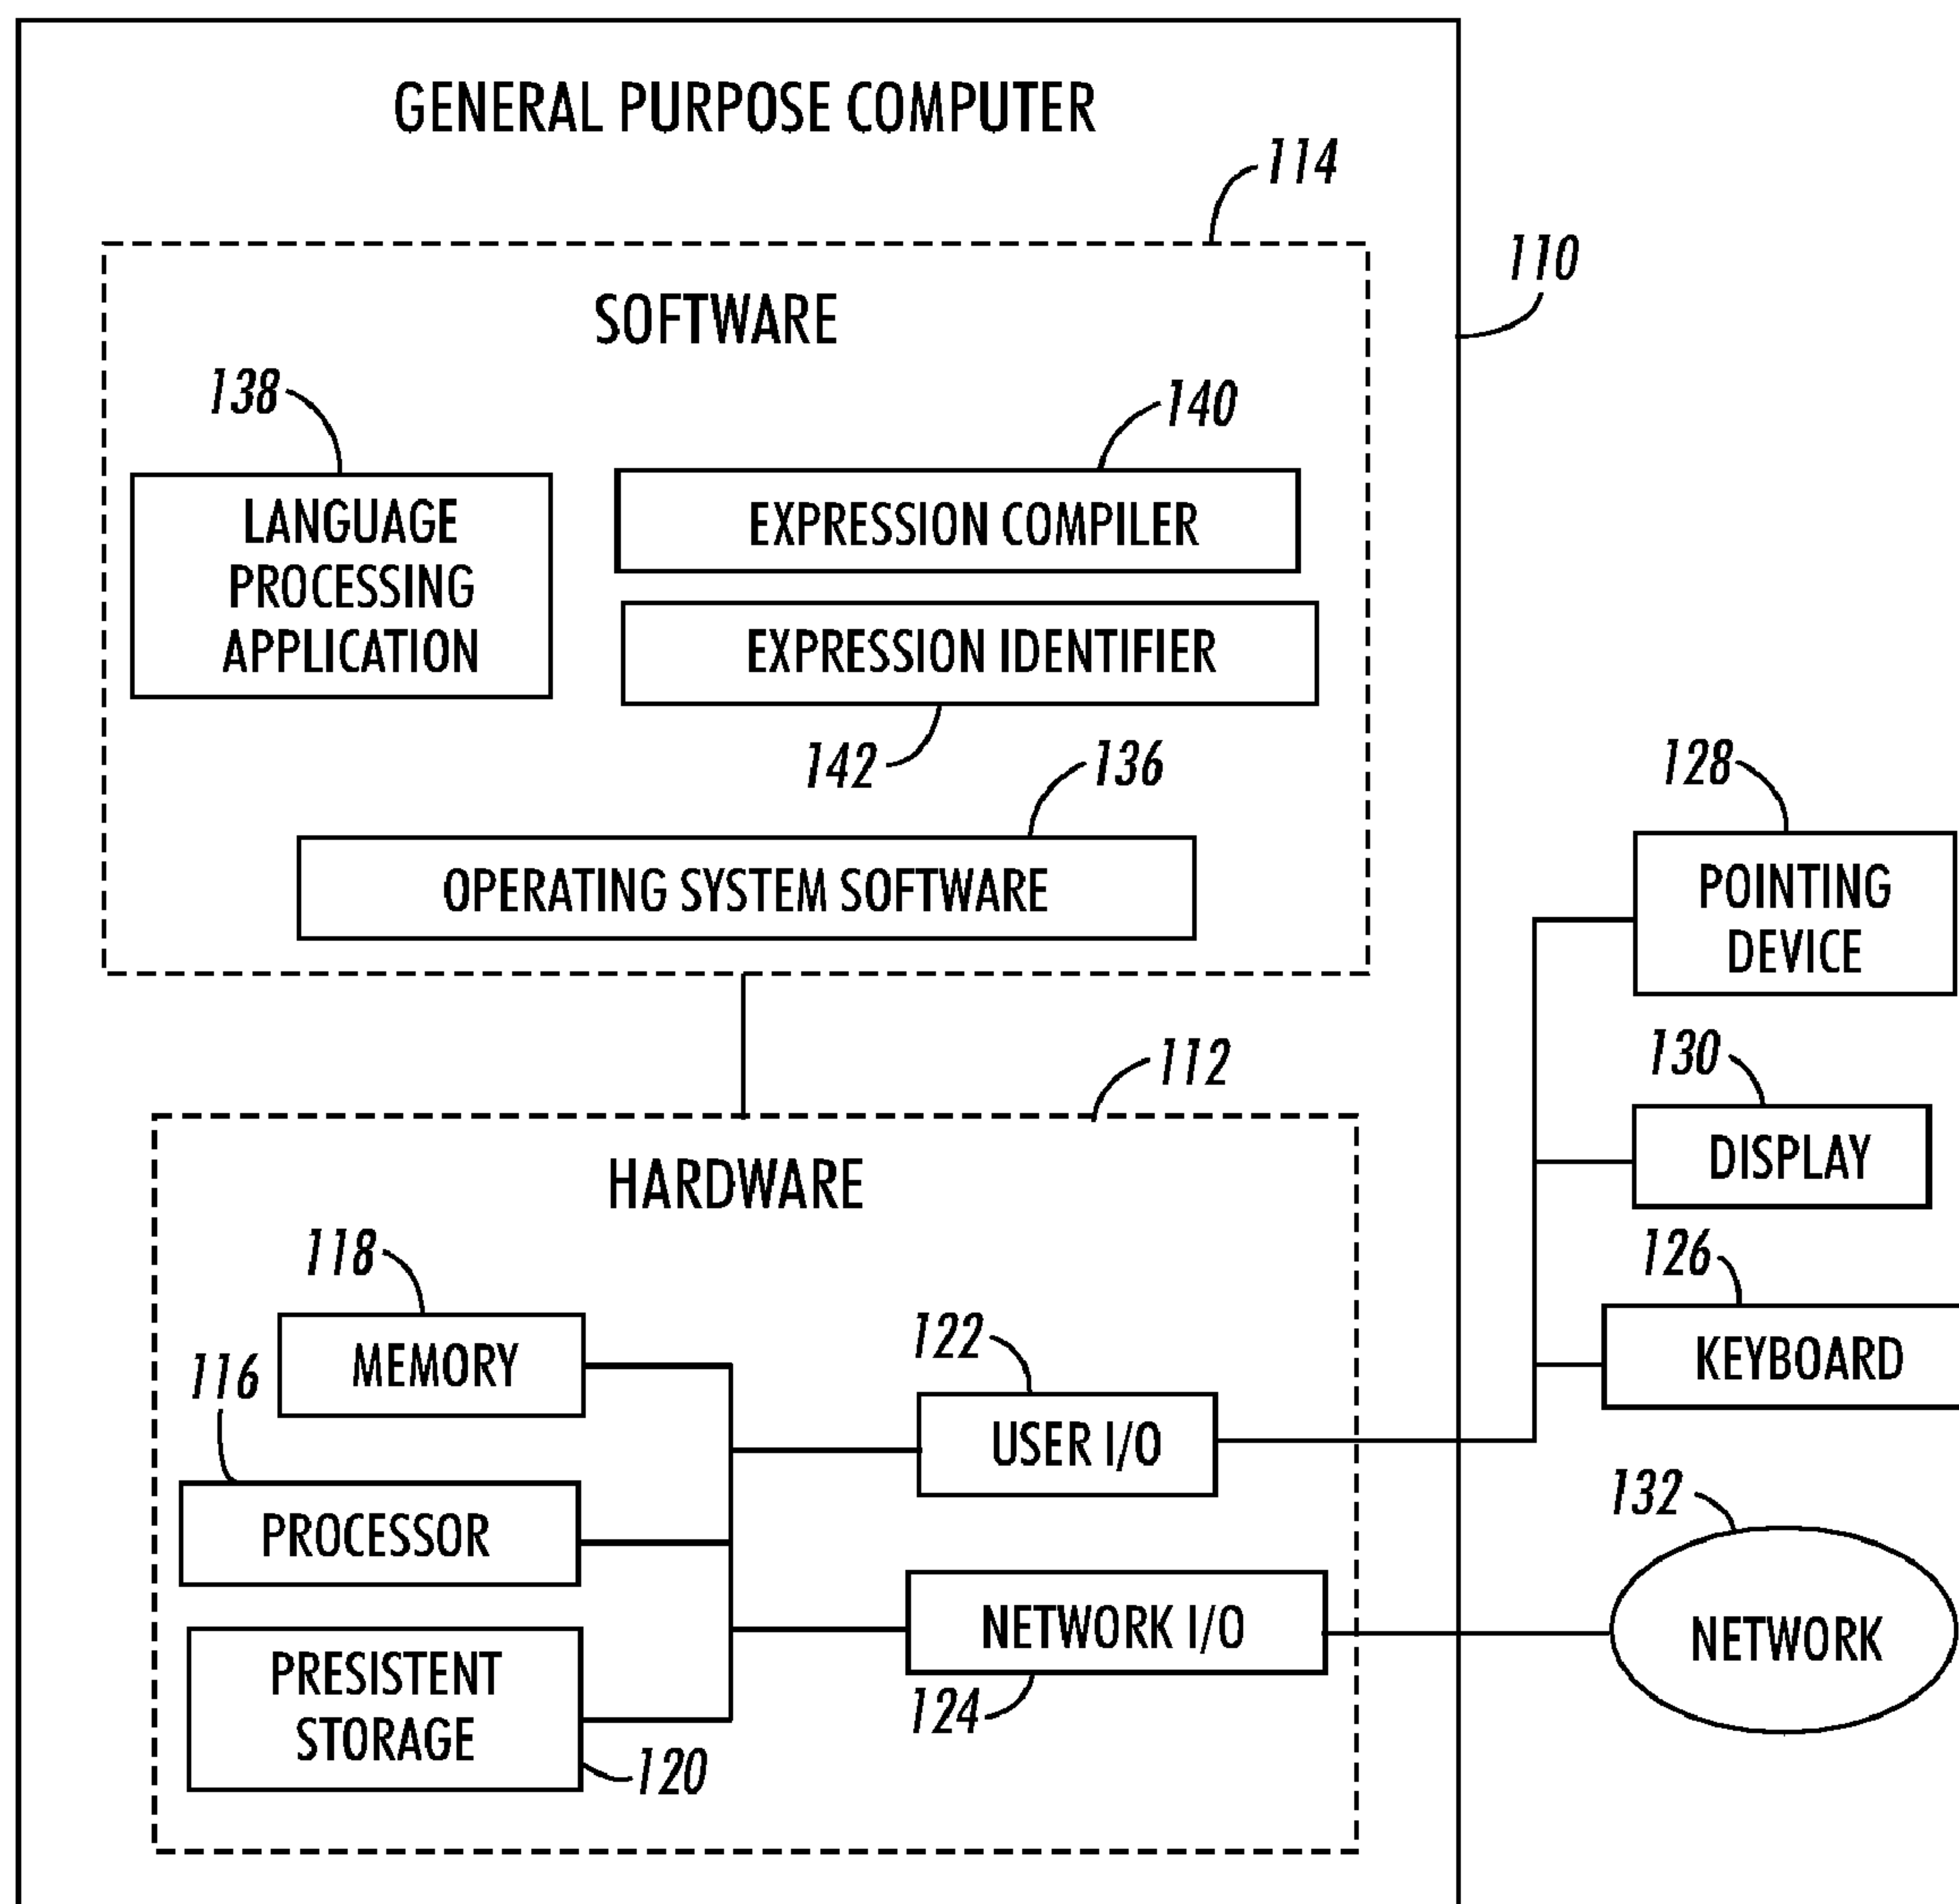 GENERAL PURPOSE COMPUTER
114
110
SOFTWARE
138
140
LANGUAGE
PROCESSING
APPLICATION
EXPRESSION COMPILER
EXPRESSION IDENTIFIER
142
136
OPERATING SYSTEM SOFTWARE
128
POINTING
DEVICE
130
DISPLAY
126
KEYBOARD
112
HARDWARE
118
MEMORY
116
PROCESSOR
PRESISTENT
STORAGE
120
122
USER I/O
NETWORK I/O
124
132
NETWORK